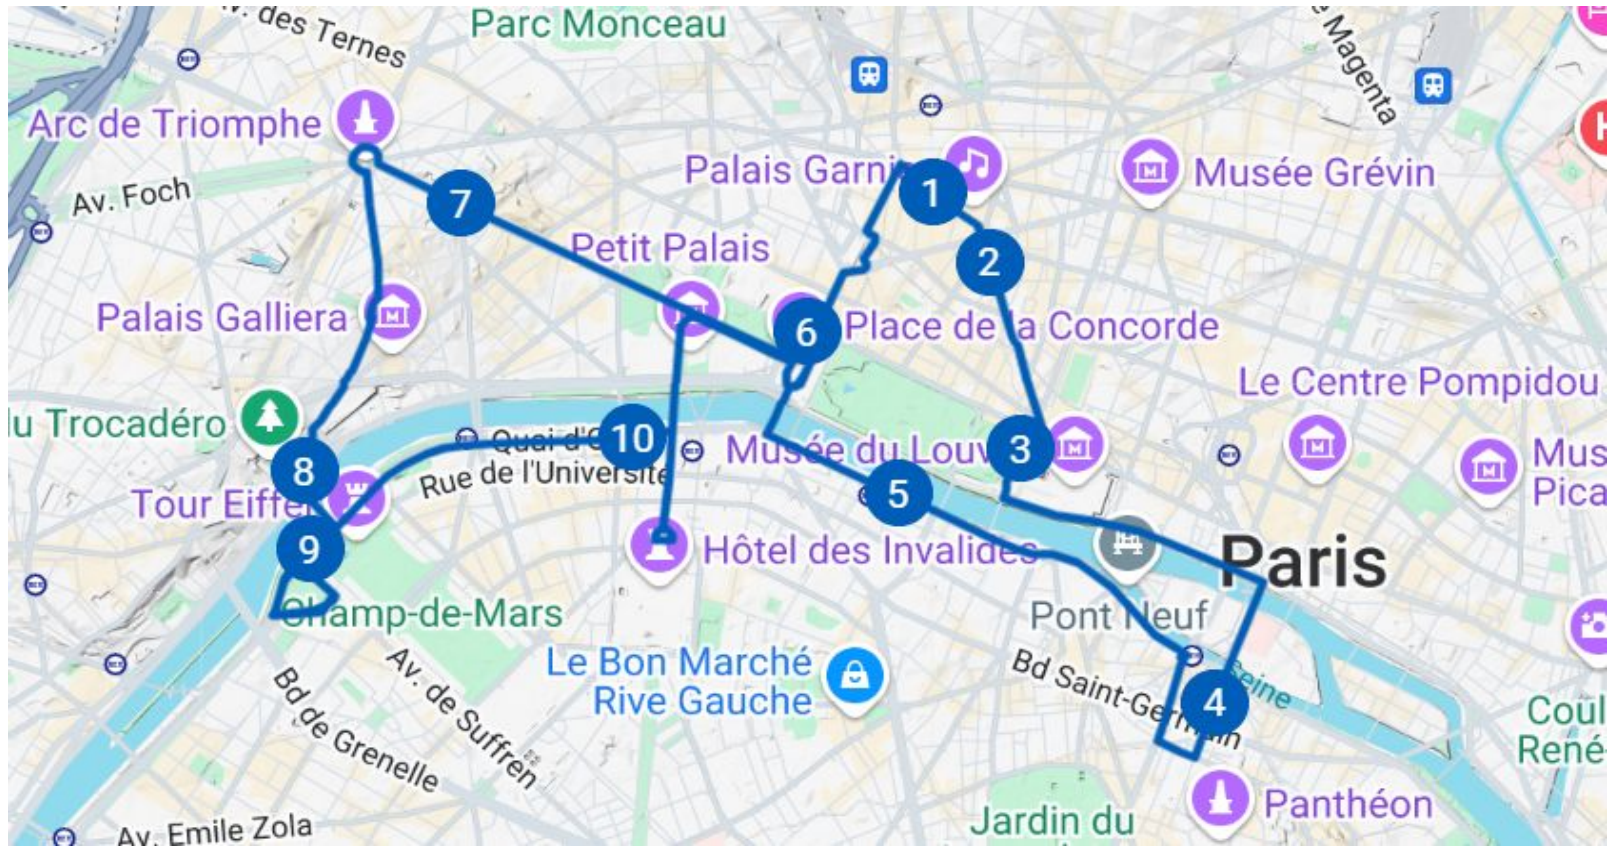 Av. des Ternes
Parc Monceau
e Magenta
Arc de Triomphe
Av. Foch
7
Palais Garni
1
Musée Grévin
H
Petit Palais
2
Palais Galliera
6
Place de la Concorde
Le Centre Pompidou
du Trocadéro
10
Quai d'O
Musée du Louv
3
Mus
Pica
8
Rue de l'Université
Tour Eiffel
5
9
Hôtel des Invalides
Paris
Champ-de-Mars
Pont Neuf
Bd Saint-Germain
Seine
4
Le Bon Marché
Rive Gauche
Av. de Suffren
Bd de Grenelle
Coul
René-
Panthéon
Jardin du
Av. Emile Zola